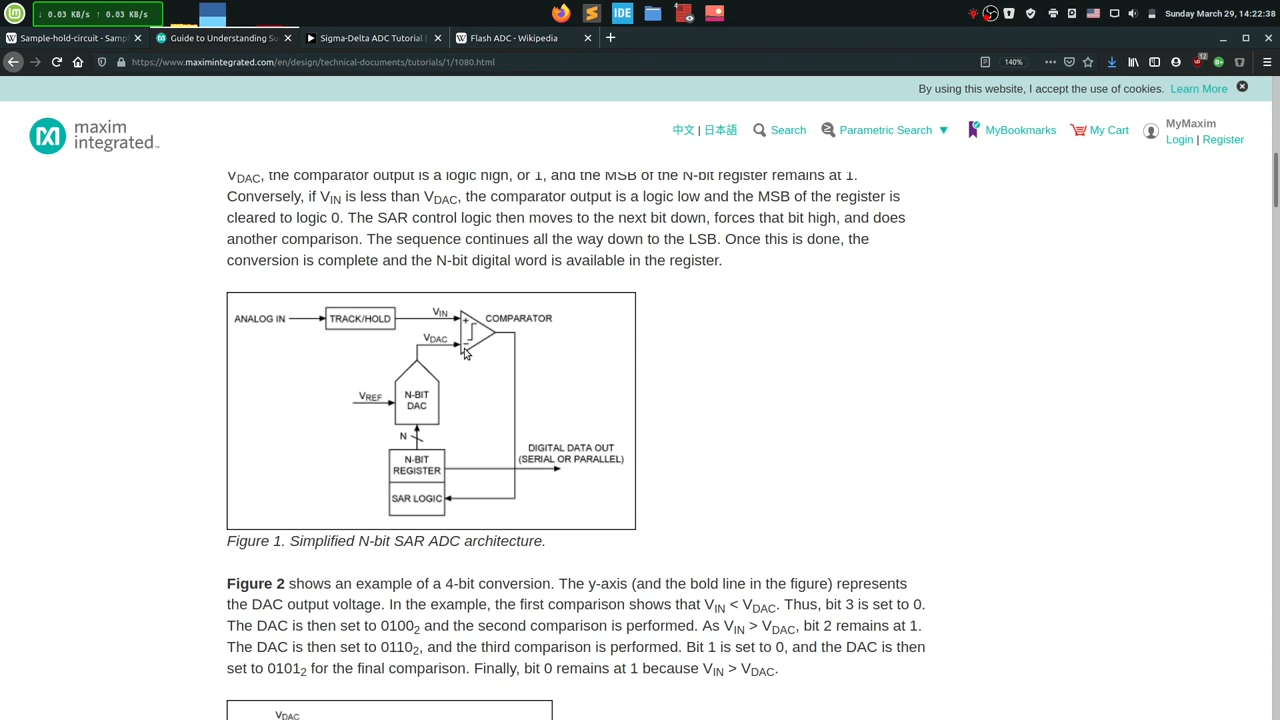 ↓ 0.03 KB/s ↑ 0.03 KB/s
IDE
Sunday March 29, 14:22:38
Sample-hold-circuit - Sampl
Guide to Understanding Su
Sigma-Delta ADC Tutorial |
Flash ADC - Wikipedia
https://www.maximintegrated.com/en/design/technical-documents/tutorials/1/1080.html
140%
By using this website, I accept the use of cookies. Learn More
maxim
integrated™
中文 | 日本語
Search
Parametric Search
MyBookmarks
My Cart
MyMaxim
Login | Register
VDAC, the comparator output is a logic high, or 1, and the MSB of the N-bit register remains at 1.
Conversely, if VIN is less than VDAC, the comparator output is a logic low and the MSB of the register is
cleared to logic 0. The SAR control logic then moves to the next bit down, forces that bit high, and does
another comparison. The sequence continues all the way down to the LSB. Once this is done, the
conversion is complete and the N-bit digital word is available in the register.
ANALOG IN
TRACK/HOLD
VIN
COMPARATOR
VDAC
VREF
N-BIT
DAC
N
N-BIT
REGISTER
DIGITAL DATA OUT
(SERIAL OR PARALLEL)
SAR LOGIC
Figure 1. Simplified N-bit SAR ADC architecture.
Figure 2 shows an example of a 4-bit conversion. The y-axis (and the bold line in the figure) represents
the DAC output voltage. In the example, the first comparison shows that VIN < VDAC. Thus, bit 3 is set to 0.
The DAC is then set to 01002 and the second comparison is performed. As VIN > VDAC, bit 2 remains at 1.
The DAC is then set to 01102, and the third comparison is performed. Bit 1 is set to 0, and the DAC is then
set to 01012 for the final comparison. Finally, bit 0 remains at 1 because VIN > VDAC.
VDAC